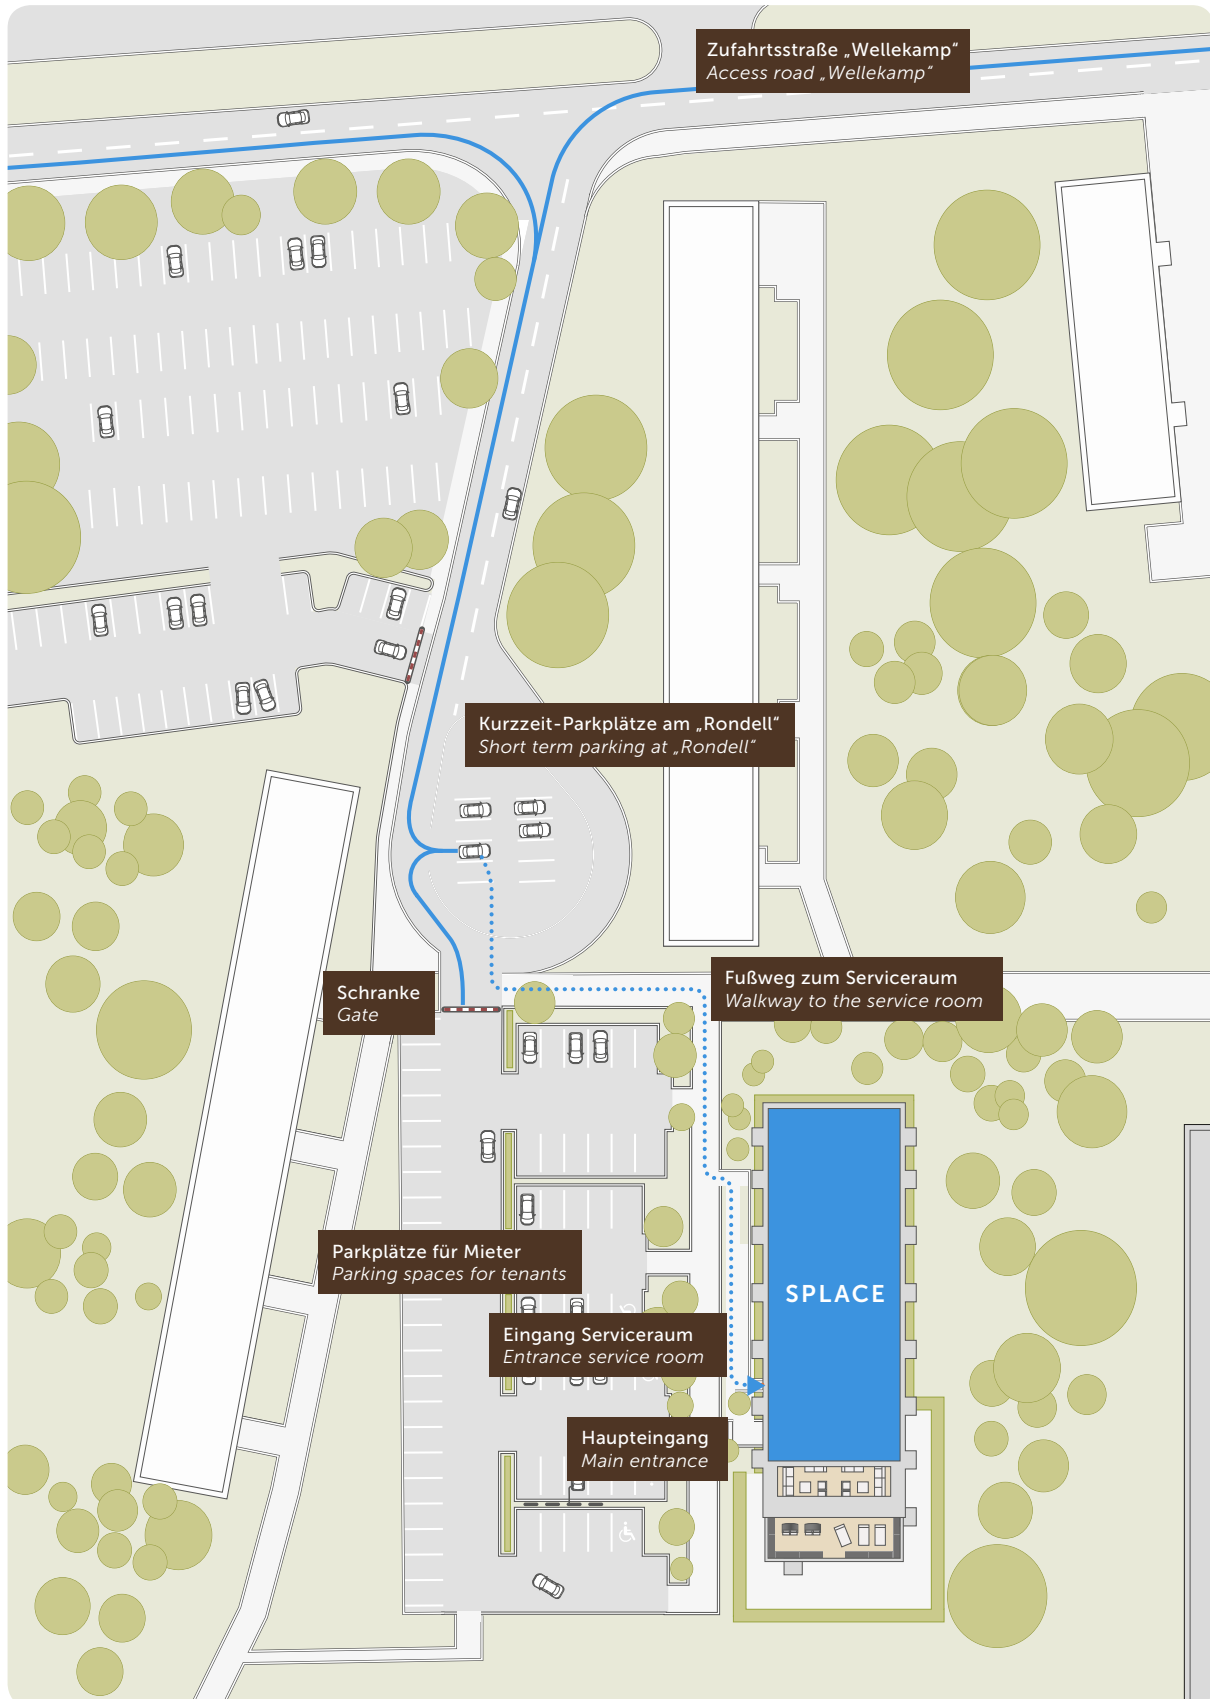 Zufahrtsstraße „Wellekamp“
Access road „Wellekamp“
Kurzzeit-Parkplätze am „Rondell“
Short term parking at „Rondell“
Schranke
Gate
Fußweg zum Serviceraum
Walkway to the service room
Parkplätze für Mieter
Parking spaces for tenants
SPLACE
Eingang Serviceraum
Entrance service room
Haupteingang
Main entrance